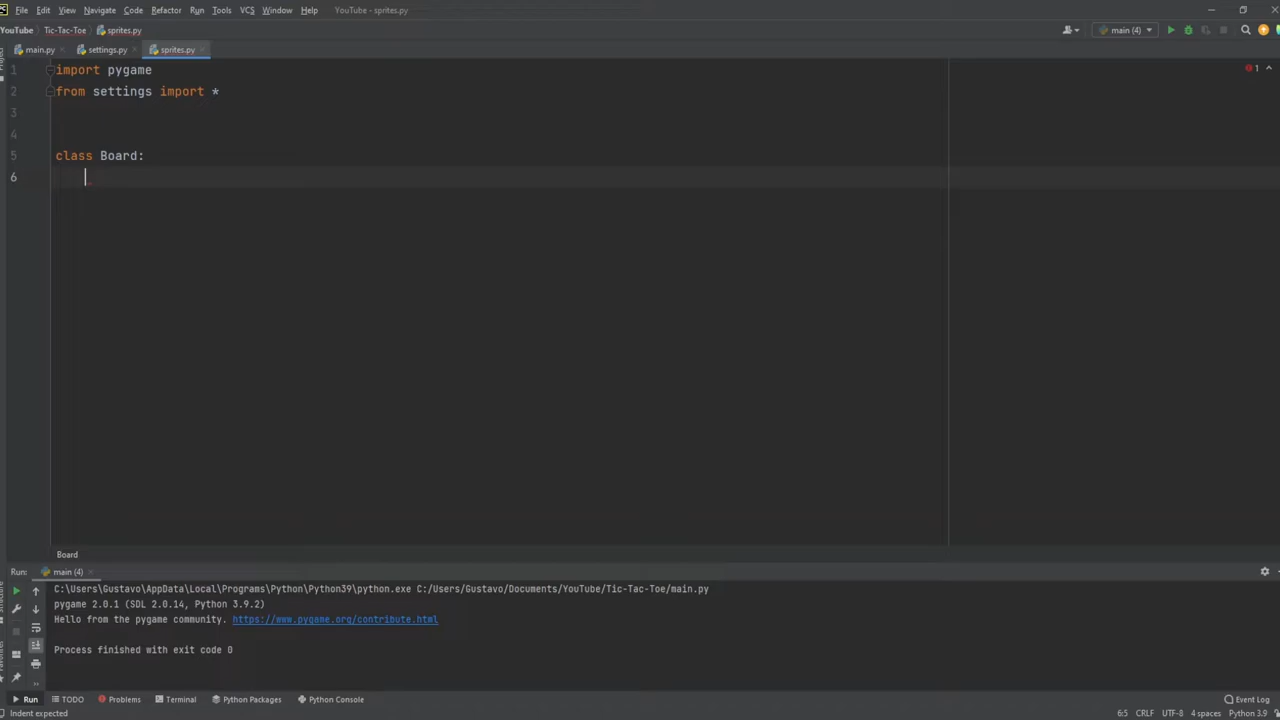 File Edit View Navigate Code Refactor Run Tools VCS Window Help YouTube - sprites.py
YouTube Tic-Tac-Toe sprites.py main (4)
main.py settings.py sprites.py
1 import pygame 1
2 from settings import *
3
4
5 class Board:
6
Board
Run: main (4)
C:\Users\Gustavo\AppData\Local\Programs\Python\Python39\python.exe C:/Users/Gustavo/Documents/YouTube/Tic-Tac-Toe/main.py
pygame 2.0.1 (SDL 2.0.14, Python 3.9.2)
Hello from the pygame community. https://www.pygame.org/contribute.html
Process finished with exit code 0
Run TODO Problems Terminal Python Packages Python Console Event Log
Indent expected 6:5 CRLF UTF-8 4 spaces Python 3.9